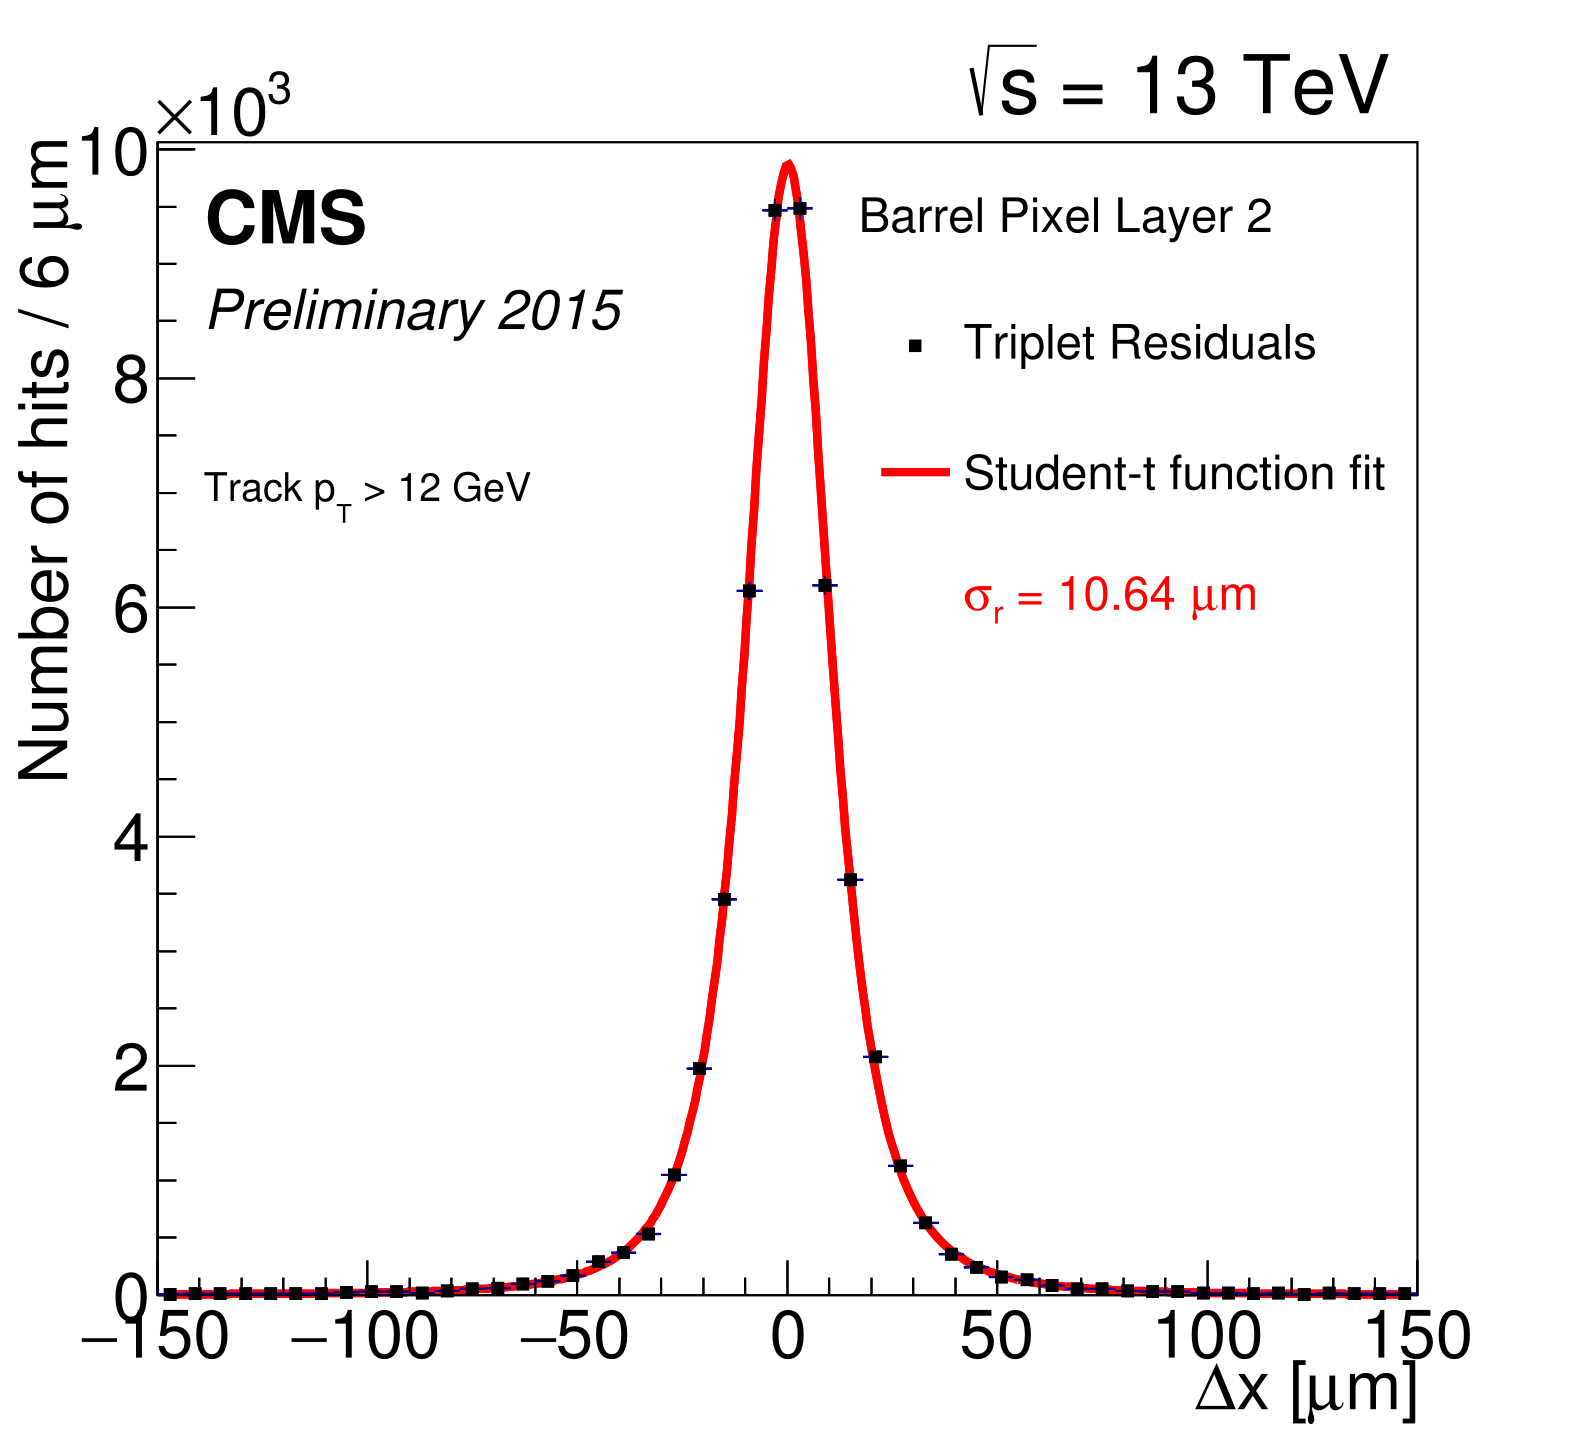 √s = 13 TeV
×10³
Number of hits / 6 μm
10
8
6
4
2
0
CMS
Preliminary 2015
Track pT > 12 GeV
Barrel Pixel Layer 2
Triplet Residuals
Student-t function fit
σr = 10.64 μm
−150 −100 −50 0 50 100 150
Δx [μm]